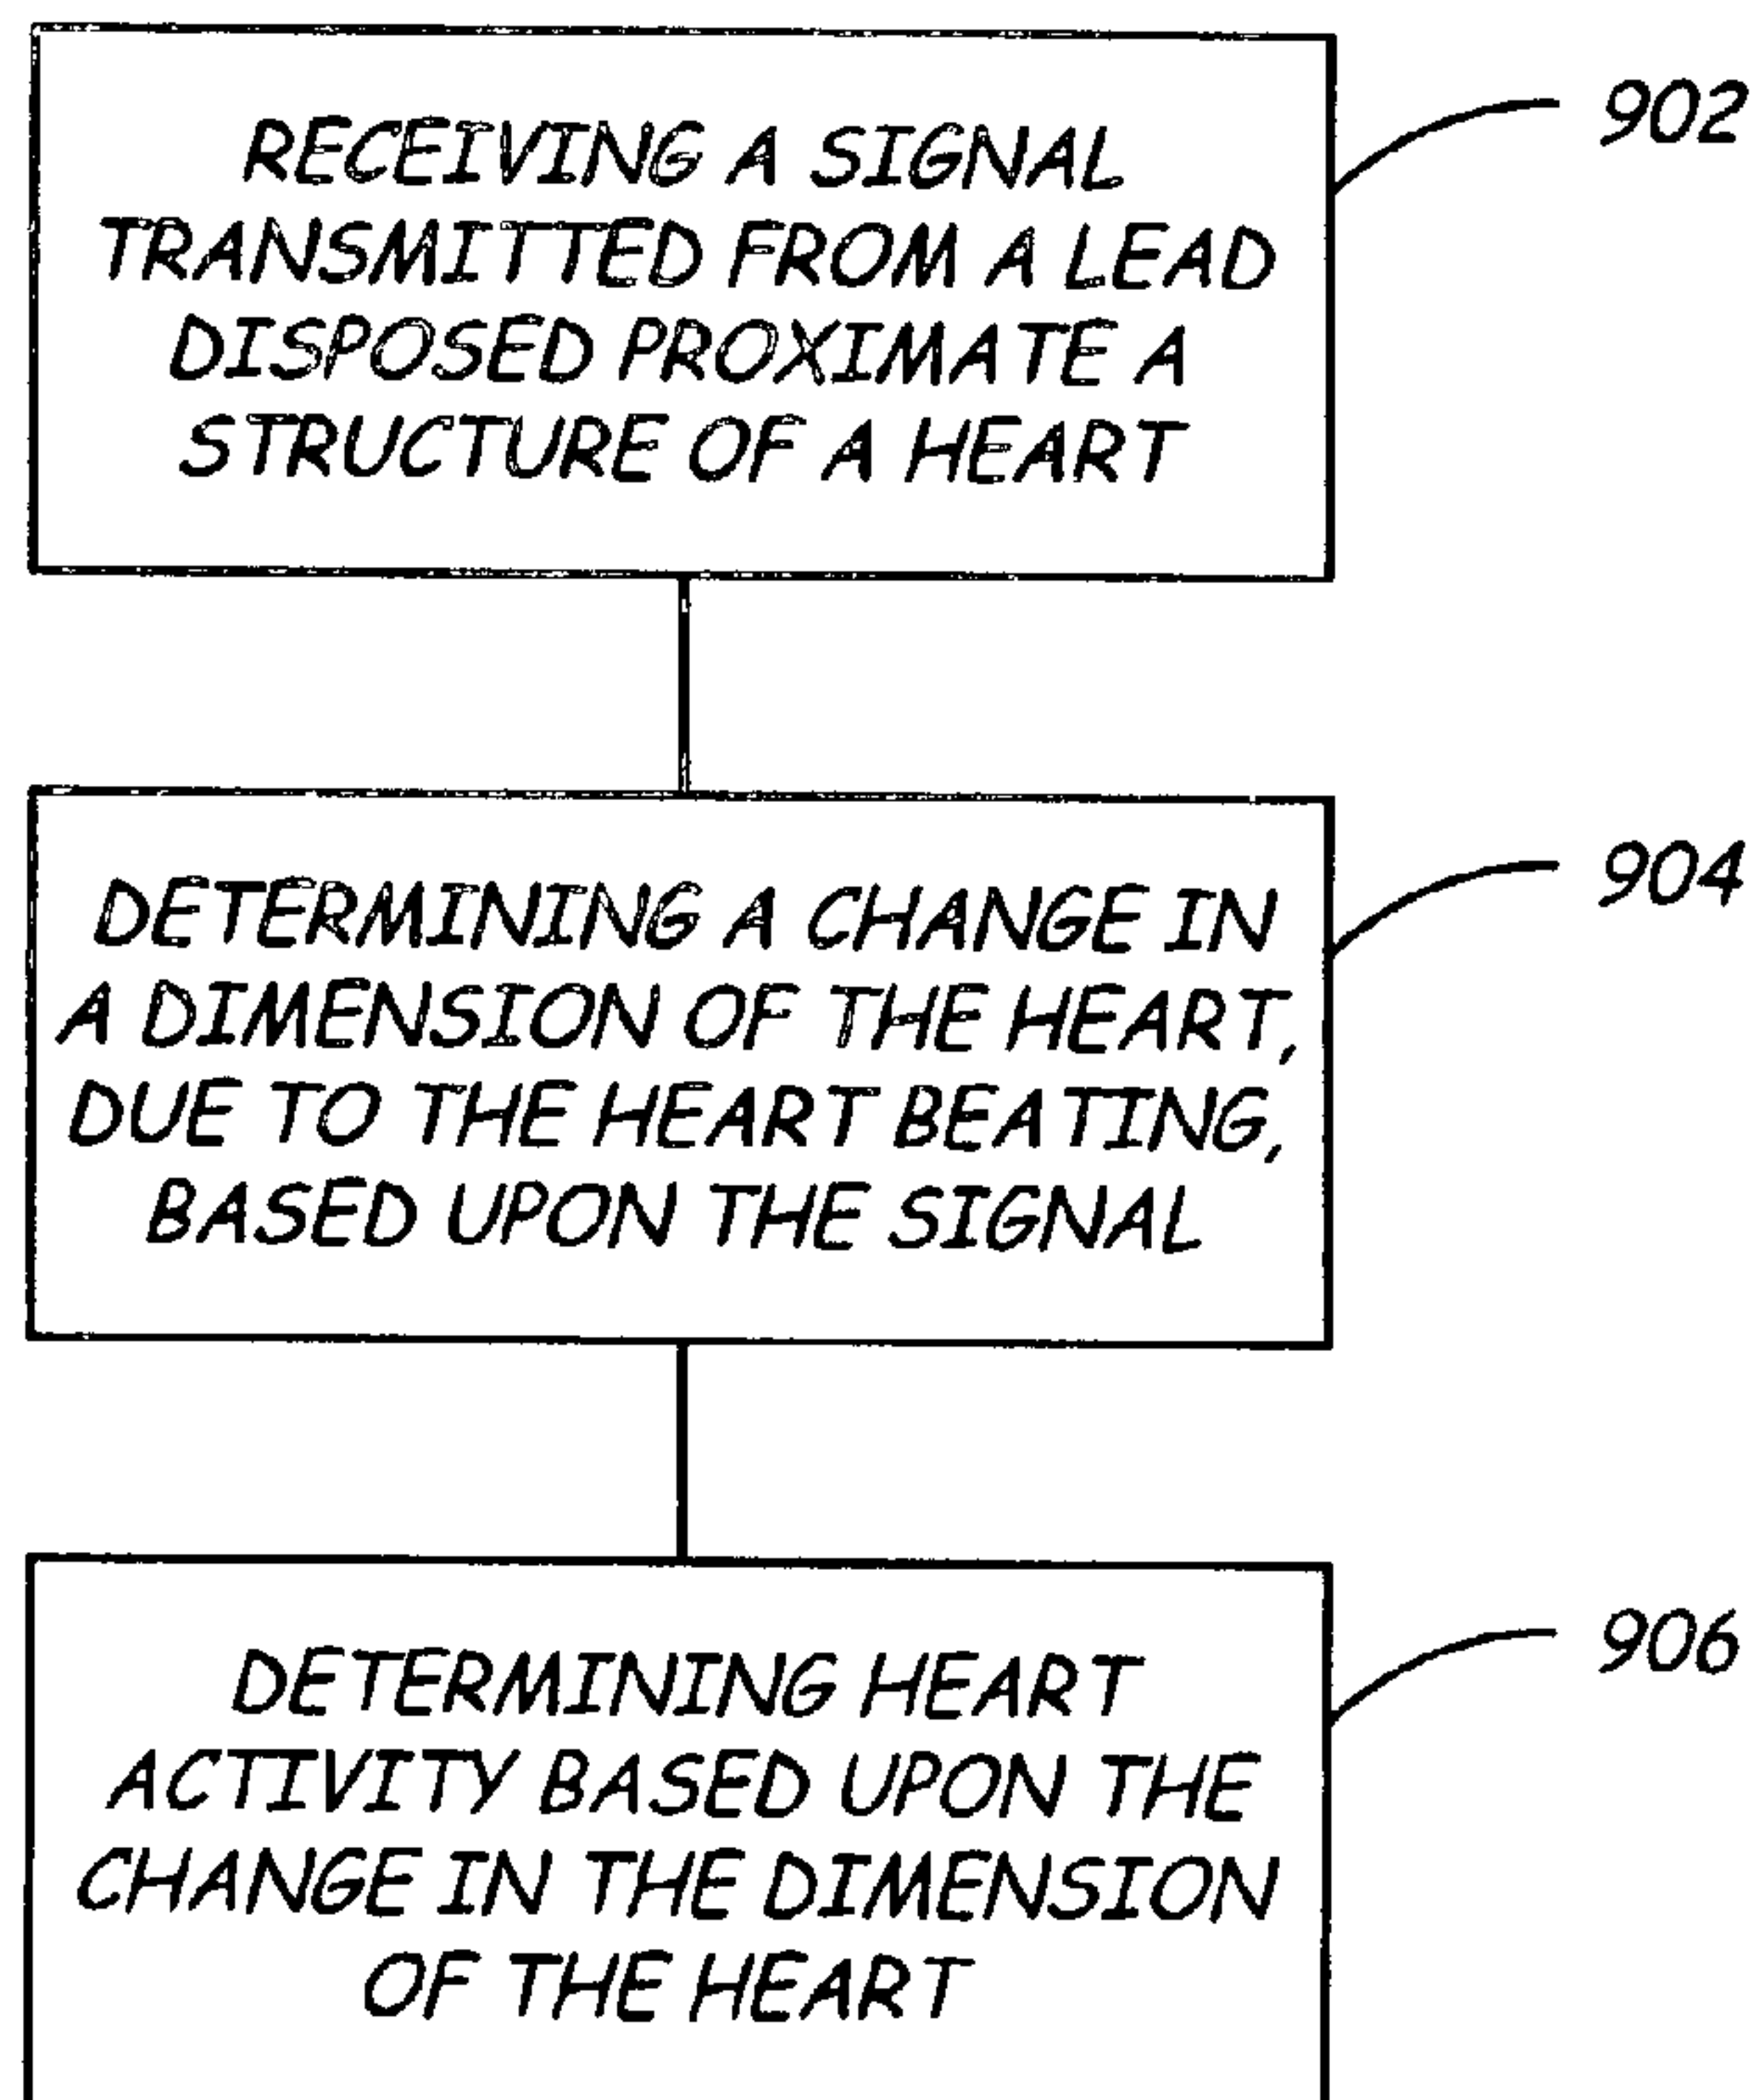 RECEIVING A SIGNAL
TRANSMITTED FROM A LEAD
DISPOSED PROXIMATE A
STRUCTURE OF A HEART
902
DETERMINING A CHANGE IN
A DIMENSION OF THE HEART,
DUE TO THE HEART BEATING,
BASED UPON THE SIGNAL
904
DETERMINING HEART
ACTIVITY BASED UPON THE
CHANGE IN THE DIMENSION
OF THE HEART
906